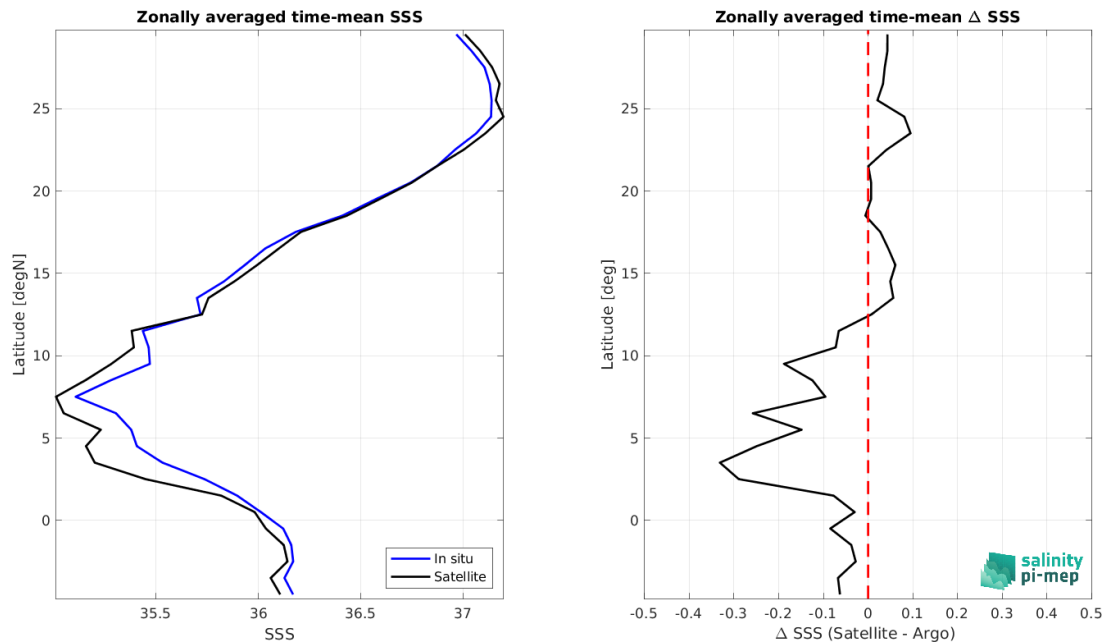 Zonally averaged time-mean SSS
Latitude [degN]
25
20
15
10
5
0
35.5 36 36.5 37
SSS
In situ
Satellite
Zonally averaged time-mean Δ SSS
Latitude [deg]
25
20
15
10
5
0
-0.5 -0.4 -0.3 -0.2 -0.1 0 0.1 0.2 0.3 0.4 0.5
Δ SSS (Satellite - Argo)
salinity
pi-mep